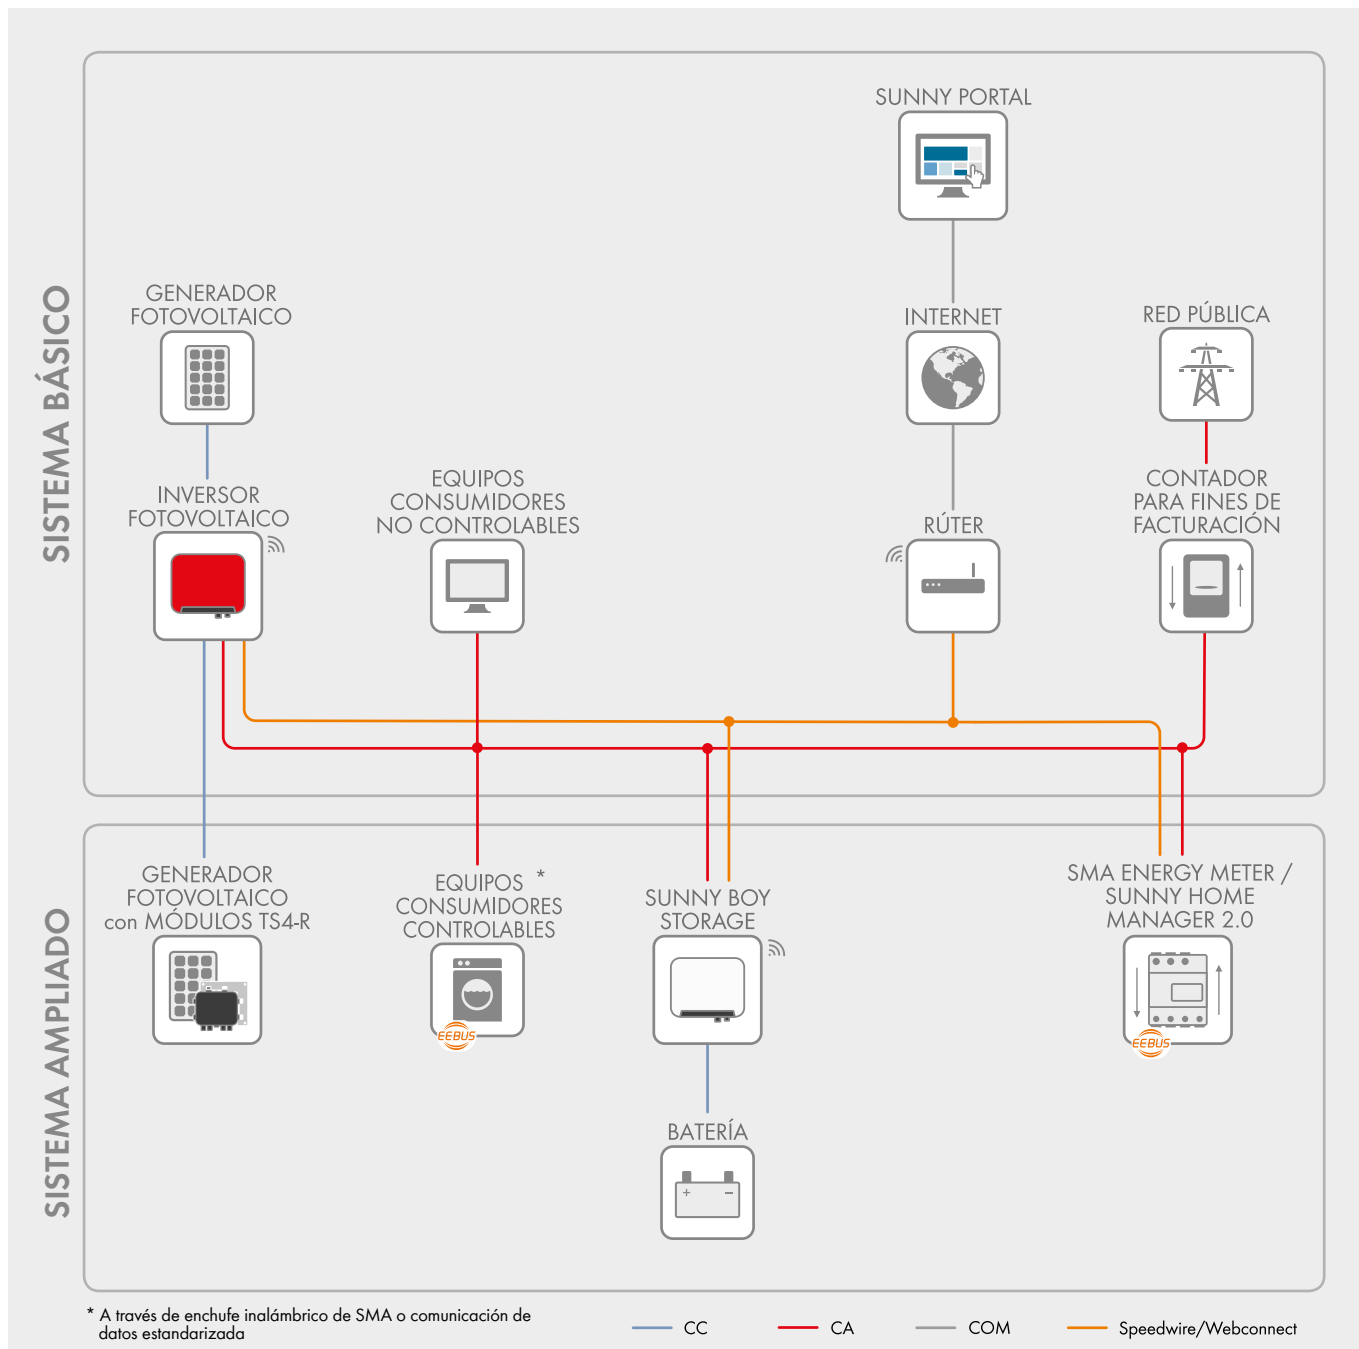 SISTEMA BÁSICO
SUNNY PORTAL
GENERADOR
FOTOVOLTAICO
INTERNET
RED PÚBLICA
INVERSOR
FOTOVOLTAICO
EQUIPOS
CONSUMIDORES
NO CONTROLABLES
RÚTER
CONTADOR
PARA FINES DE
FACTURACIÓN
SISTEMA AMPLIADO
GENERADOR
FOTOVOLTAICO
con MÓDULOS TS4-R
EQUIPOS *
CONSUMIDORES
CONTROLABLES
EEBUS
SUNNY BOY
STORAGE
SMA ENERGY METER /
SUNNY HOME
MANAGER 2.0
EEBUS
BATERÍA
+ −
* A través de enchufe inalámbrico de SMA o comunicación de
datos estandarizada
CC
CA
COM
Speedwire/Webconnect